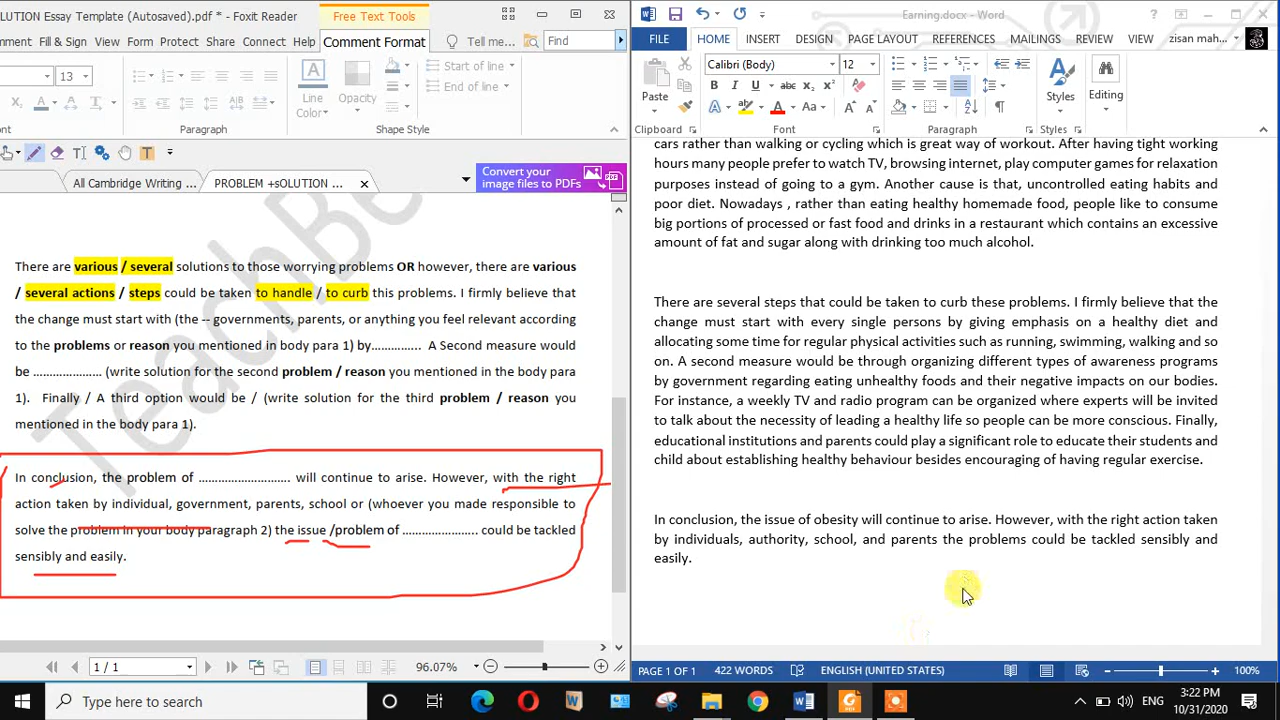 OLUTION Essay Template (Autosaved).pdf * - Foxit Reader
Free Text Tools
mment Fill & Sign View Form Protect Share Connect Help Comment Format Tell me... Find
13
Line Color
Opacity
Start of line
End of line
ont
Paragraph
Shape Style
All Cambridge Writing ...
PROBLEM +sOLUTION ...
Convert your image files to PDFs
TeachBe
There are various / several solutions to those worrying problems OR however, there are various
/ several actions / steps could be taken to handle / to curb this problems. I firmly believe that
the change must start with (the -- governments, parents, or anything you feel relevant according
to the problems or reason you mentioned in body para 1) by………….. A Second measure would
be ………………… (write solution for the second problem / reason you mentioned in the body para
1). Finally / A third option would be / (write solution for the third problem / reason you
mentioned in the body para 1).
In conclusion, the problem of ………………………. will continue to arise. However, with the right
action taken by individual, government, parents, school or (whoever you made responsible to
solve the problem in your body paragraph 2) the issue /problem of ………………….. could be tackled
sensibly and easily.
1 / 1
96.07%
Earning.docx - Word
FILE HOME INSERT DESIGN PAGE LAYOUT REFERENCES MAILINGS REVIEW VIEW zisan mah...
Calibri (Body) 12
Paste
Styles
Editing
Clipboard Font Paragraph Styles
cars rather than walking or cycling which is great way of workout. After having tight working
hours many people prefer to watch TV, browsing internet, play computer games for relaxation
purposes instead of going to a gym. Another cause is that, uncontrolled eating habits and
poor diet. Nowadays , rather than eating healthy homemade food, people like to consume
big portions of processed or fast food and drinks in a restaurant which contains an excessive
amount of fat and sugar along with drinking too much alcohol.
There are several steps that could be taken to curb these problems. I firmly believe that the
change must start with every single persons by giving emphasis on a healthy diet and
allocating some time for regular physical activities such as running, swimming, walking and so
on. A second measure would be through organizing different types of awareness programs
by government regarding eating unhealthy foods and their negative impacts on our bodies.
For instance, a weekly TV and radio program can be organized where experts will be invited
to talk about the necessity of leading a healthy life so people can be more conscious. Finally,
educational institutions and parents could play a significant role to educate their students and
child about establishing healthy behaviour besides encouraging of having regular exercise.
In conclusion, the issue of obesity will continue to arise. However, with the right action taken
by individuals, authority, school, and parents the problems could be tackled sensibly and
easily.
PAGE 1 OF 1 422 WORDS ENGLISH (UNITED STATES) 100%
Type here to search
ENG
3:22 PM
10/31/2020